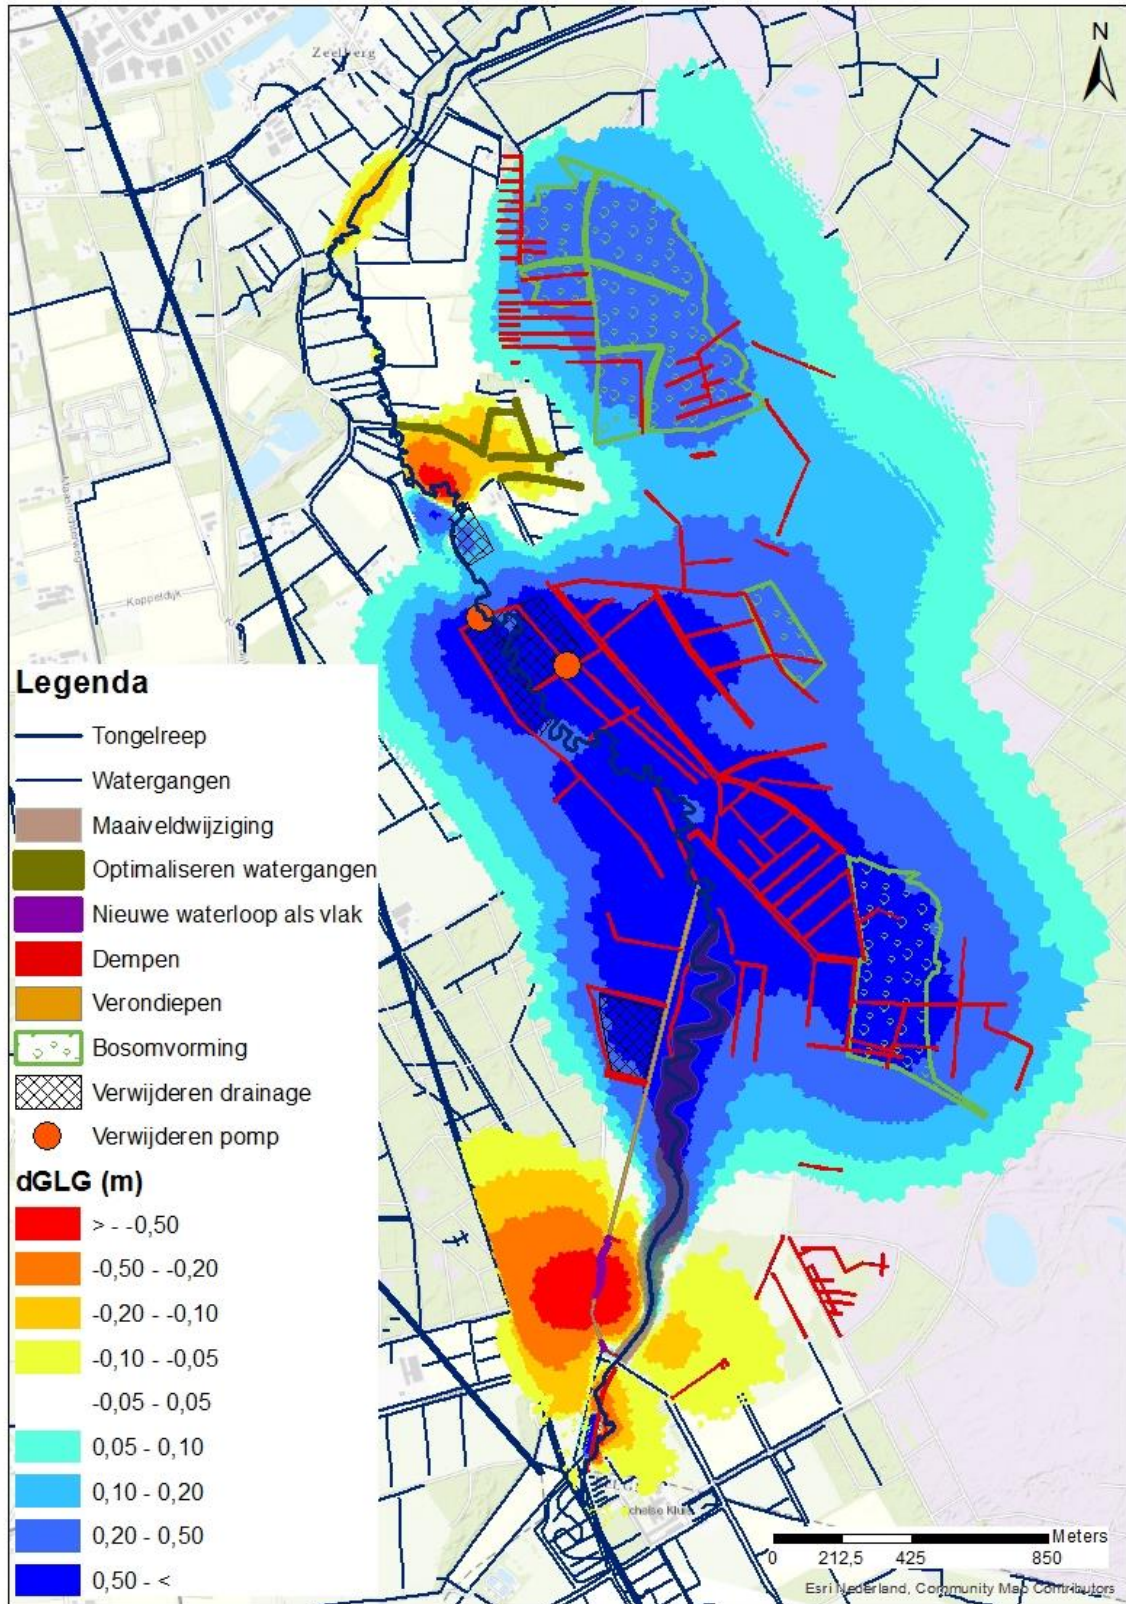 Zeelberg
N
Koppeldijk
Legenda
Tongelreep
Watergangen
Maaiveldwijziging
Optimaliseren watergangen
Nieuwe waterloop als vlak
Dempen
Verondiepen
Bosomvorming
Verwijderen drainage
Verwijderen pomp
dGLG (m)
> - -0,50
-0,50 - -0,20
-0,20 - -0,10
-0,10 - -0,05
-0,05 - 0,05
0,05 - 0,10
0,10 - 0,20
0,20 - 0,50
0,50 - <
chelse Kluis
Meters
0 212,5 425 850
Esri Nederland, Community Map Contributors